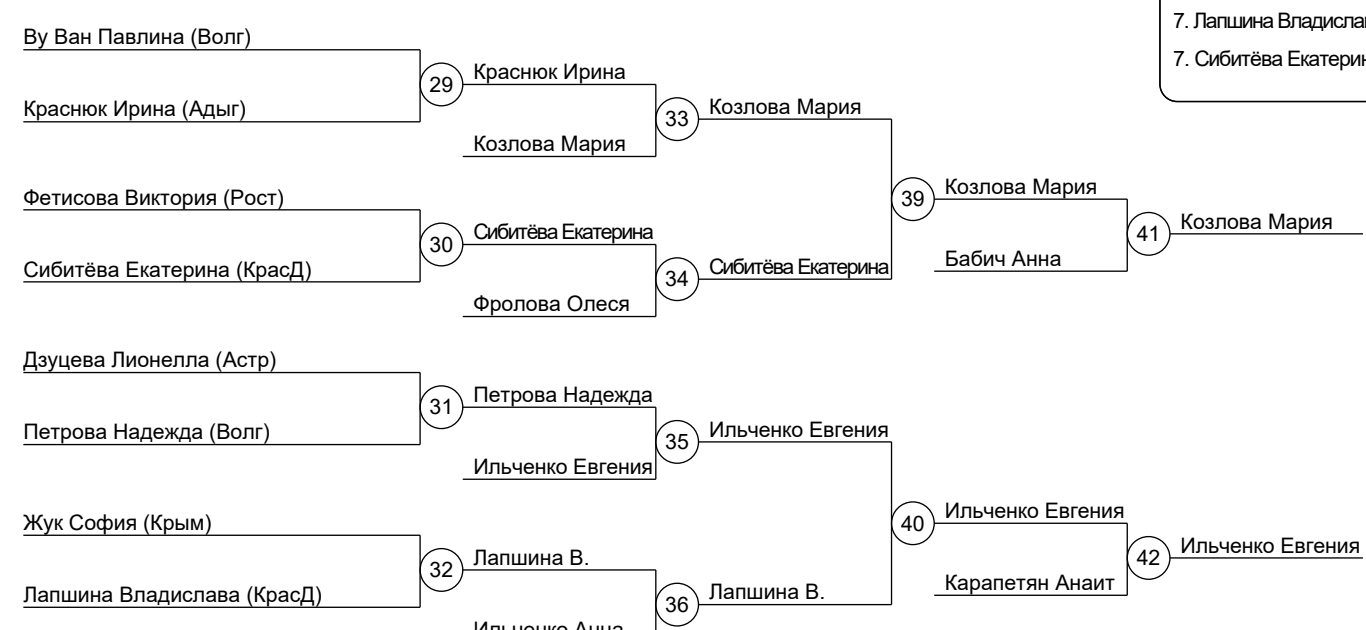 7. Лапшина Владислав
7. Сибитёва Екатерин
Ву Ван Павлина (Волг)
29
Краснюк Ирина
Краснюк Ирина (Адыг)
33
Козлова Мария
Козлова Мария
39
Козлова Мария
Фетисова Виктория (Рост)
30
Сибитёва Екатерина
41
Козлова Мария
Сибитёва Екатерина (КрасД)
34
Сибитёва Екатерина
Бабич Анна
Фролова Олеся
Дзуцева Лионелла (Астр)
31
Петрова Надежда
Петрова Надежда (Волг)
35
Ильченко Евгения
Ильченко Евгения
40
Ильченко Евгения
Жук София (Крым)
42
Ильченко Евгения
32
Лапшина В.
Карапетян Анаит
Лапшина Владислава (КрасД)
36
Лапшина В.
Ильченко Анна